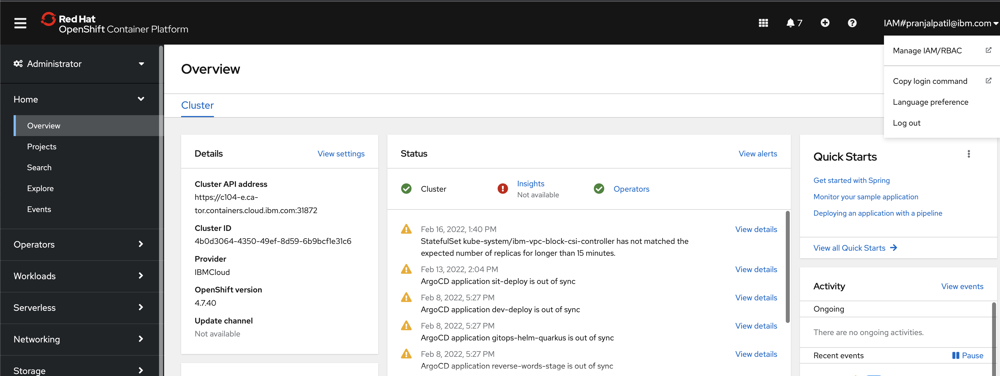 Red Hat
OpenShift Container Platform
7
IAM#pranjalpatil@ibm.com
Manage IAM/RBAC
Copy login command
Language preference
Log out
Administrator
Home
Overview
Projects
Search
Explore
Events
Operators
Workloads
Serverless
Networking
Storage
Overview
Cluster
Details
View settings
Cluster API address
https://c104-e.ca-
tor.containers.cloud.ibm.com:31872
Cluster ID
4b0d3064-4350-49ef-8d59-6b9bcf1e31c6
Provider
IBMCloud
OpenShift version
4.7.40
Update channel
Not available
Status
View alerts
Cluster
Insights
Not available
Operators
Feb 16, 2022, 1:40 PM
View details
StatefulSet kube-system/ibm-vpc-block-csi-controller has not matched the
expected number of replicas for longer than 15 minutes.
Feb 13, 2022, 2:04 PM
View details
ArgoCD application sit-deploy is out of sync
Feb 8, 2022, 5:27 PM
View details
ArgoCD application dev-deploy is out of sync
Feb 8, 2022, 5:27 PM
View details
ArgoCD application gitops-helm-quarkus is out of sync
Feb 8, 2022, 5:27 PM
View details
ArgoCD application reverse-words-stage is out of sync
Quick Starts
Get started with Spring
Monitor your sample application
Deploying an application with a pipeline
View all Quick Starts
Activity
View events
Ongoing
There are no ongoing activities.
Recent events
Pause